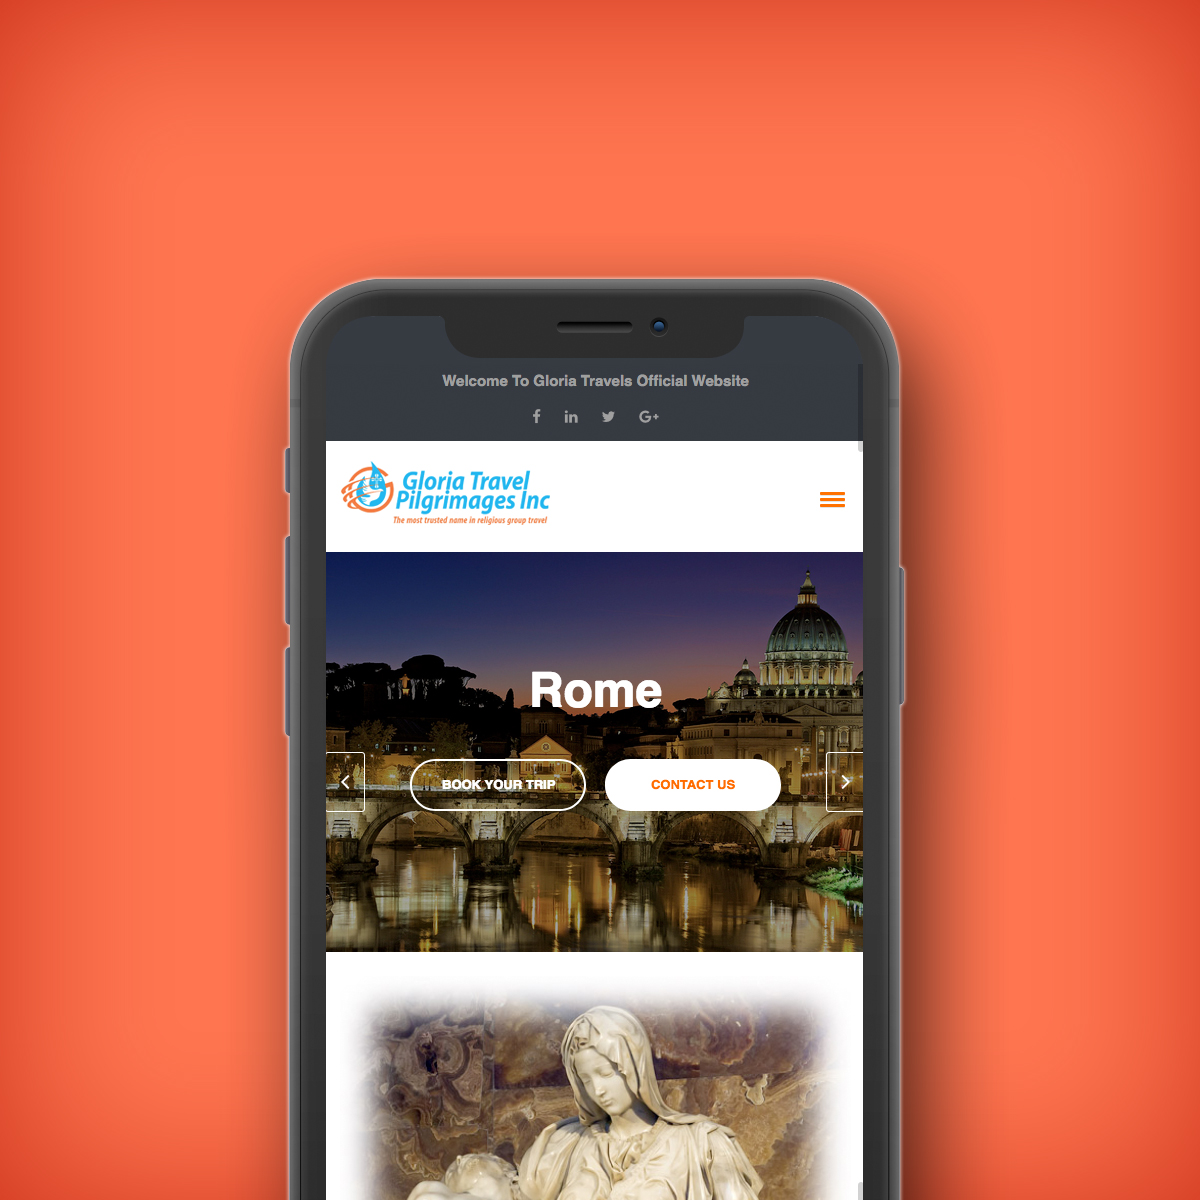 Welcome To Gloria Travels Official Website
Gloria Travel
Pilgrimages Inc
The most trusted name in religious group travel
Rome
BOOK YOUR TRIP
CONTACT US